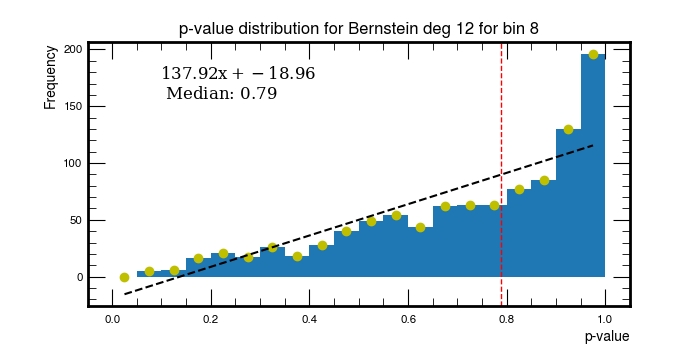 p-value distribution for Bernstein deg 12 for bin 8
Frequency
200
150
100
50
0
137.92x + −18.96
Median: 0.79
0.0 0.2 0.4 0.6 0.8 1.0
p-value